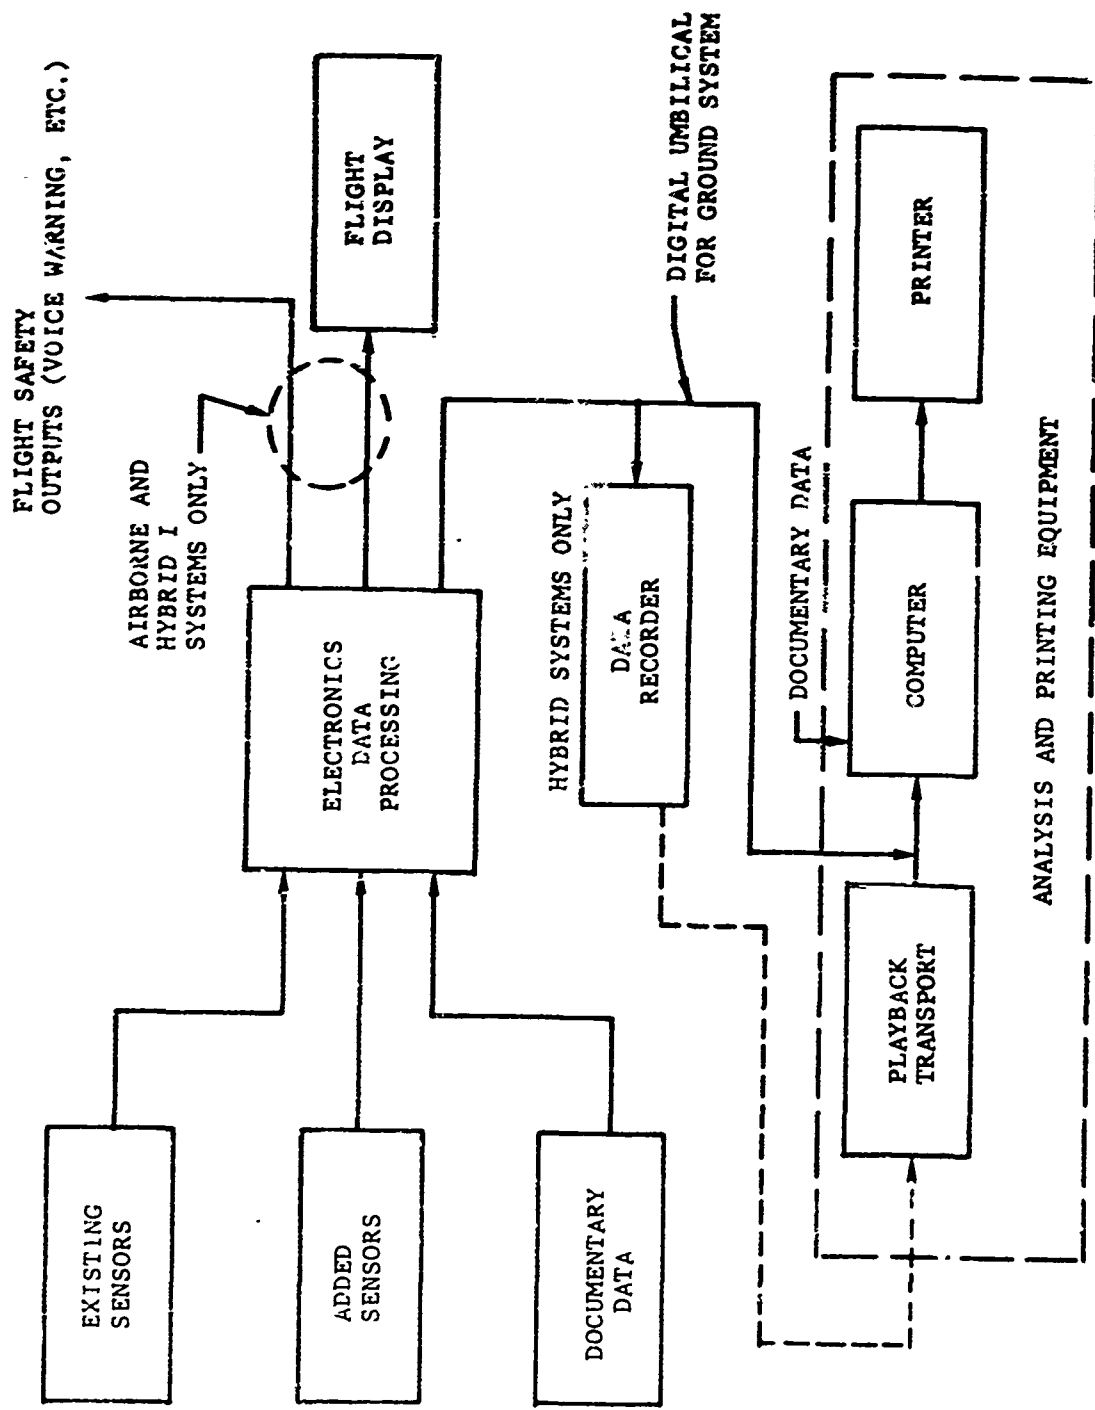 FLIGHT SAFETY
OUTPUTS (VOICE WARNING, ETC.)
AIRBORNE AND
HYBRID I
SYSTEMS ONLY
EXISTING
SENSORS
ADDED
SENSORS
DOCUMENTARY
DATA
ELECTRONICS
DATA
PROCESSING
FLIGHT
DISPLAY
HYBRID SYSTEMS ONLY
DATA
RECORDER
DIGITAL UMBILICAL
FOR GROUND SYSTEM
DOCUMENTARY DATA
PLAYBACK
TRANSPORT
COMPUTER
PRINTER
ANALYSIS AND PRINTING EQUIPMENT